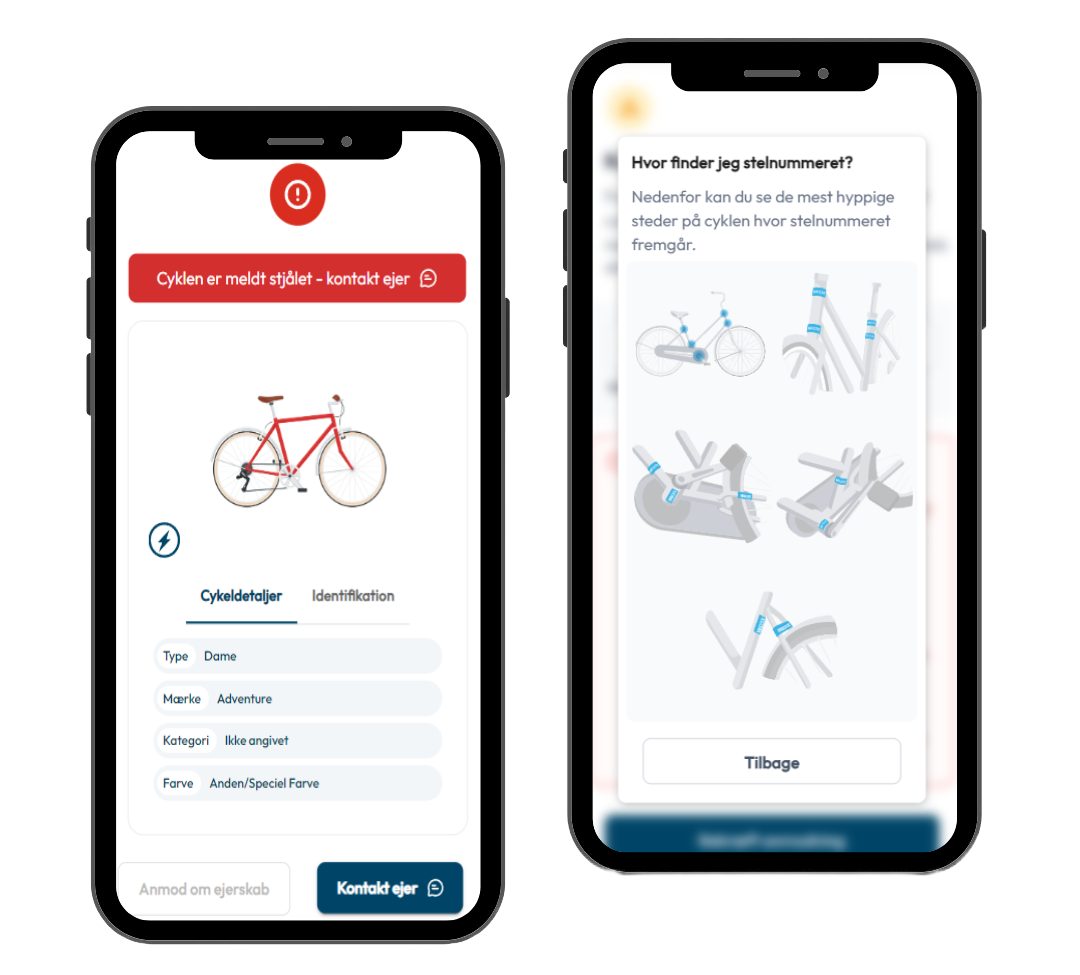 Cyklen er meldt stjålet - kontakt ejer
Cykeldetaljer
Identifikation
Type Dame
Mærke Adventure
Kategori Ikke angivet
Farve Anden/Speciel Farve
Anmod om ejerskab
Kontakt ejer
Hvor finder jeg stelnummeret?
Nedenfor kan du se de mest hyppige
steder på cyklen hvor stelnummeret
fremgår.
Tilbage